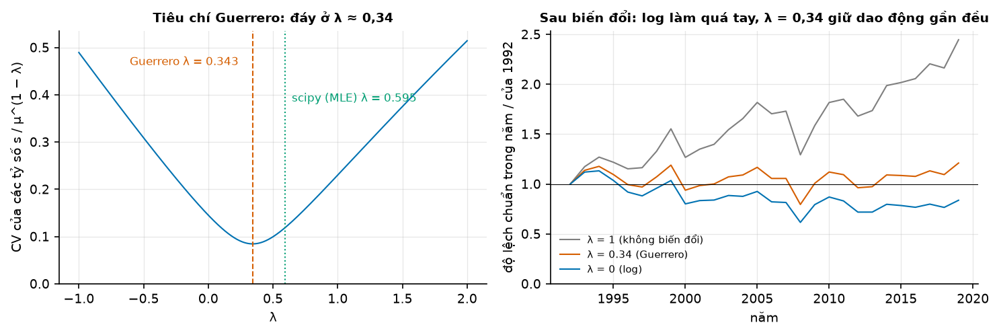 Tiêu chí Guerrero: đáy ở λ ≈ 0,34
CV của các tỷ số s / μ^(1 − λ)
0.5
0.4
0.3
0.2
0.1
0.0
Guerrero λ = 0.343
scipy (MLE) λ = 0.595
−1.0
−0.5
0.0
0.5
1.0
1.5
2.0
λ
Sau biến đổi: log làm quá tay, λ = 0,34 giữ dao động gần đều
độ lệch chuẩn trong năm / của 1992
2.5
2.0
1.5
1.0
0.5
0.0
λ = 1 (không biến đổi)
λ = 0.34 (Guerrero)
λ = 0 (log)
1995
2000
2005
2010
2015
2020
năm